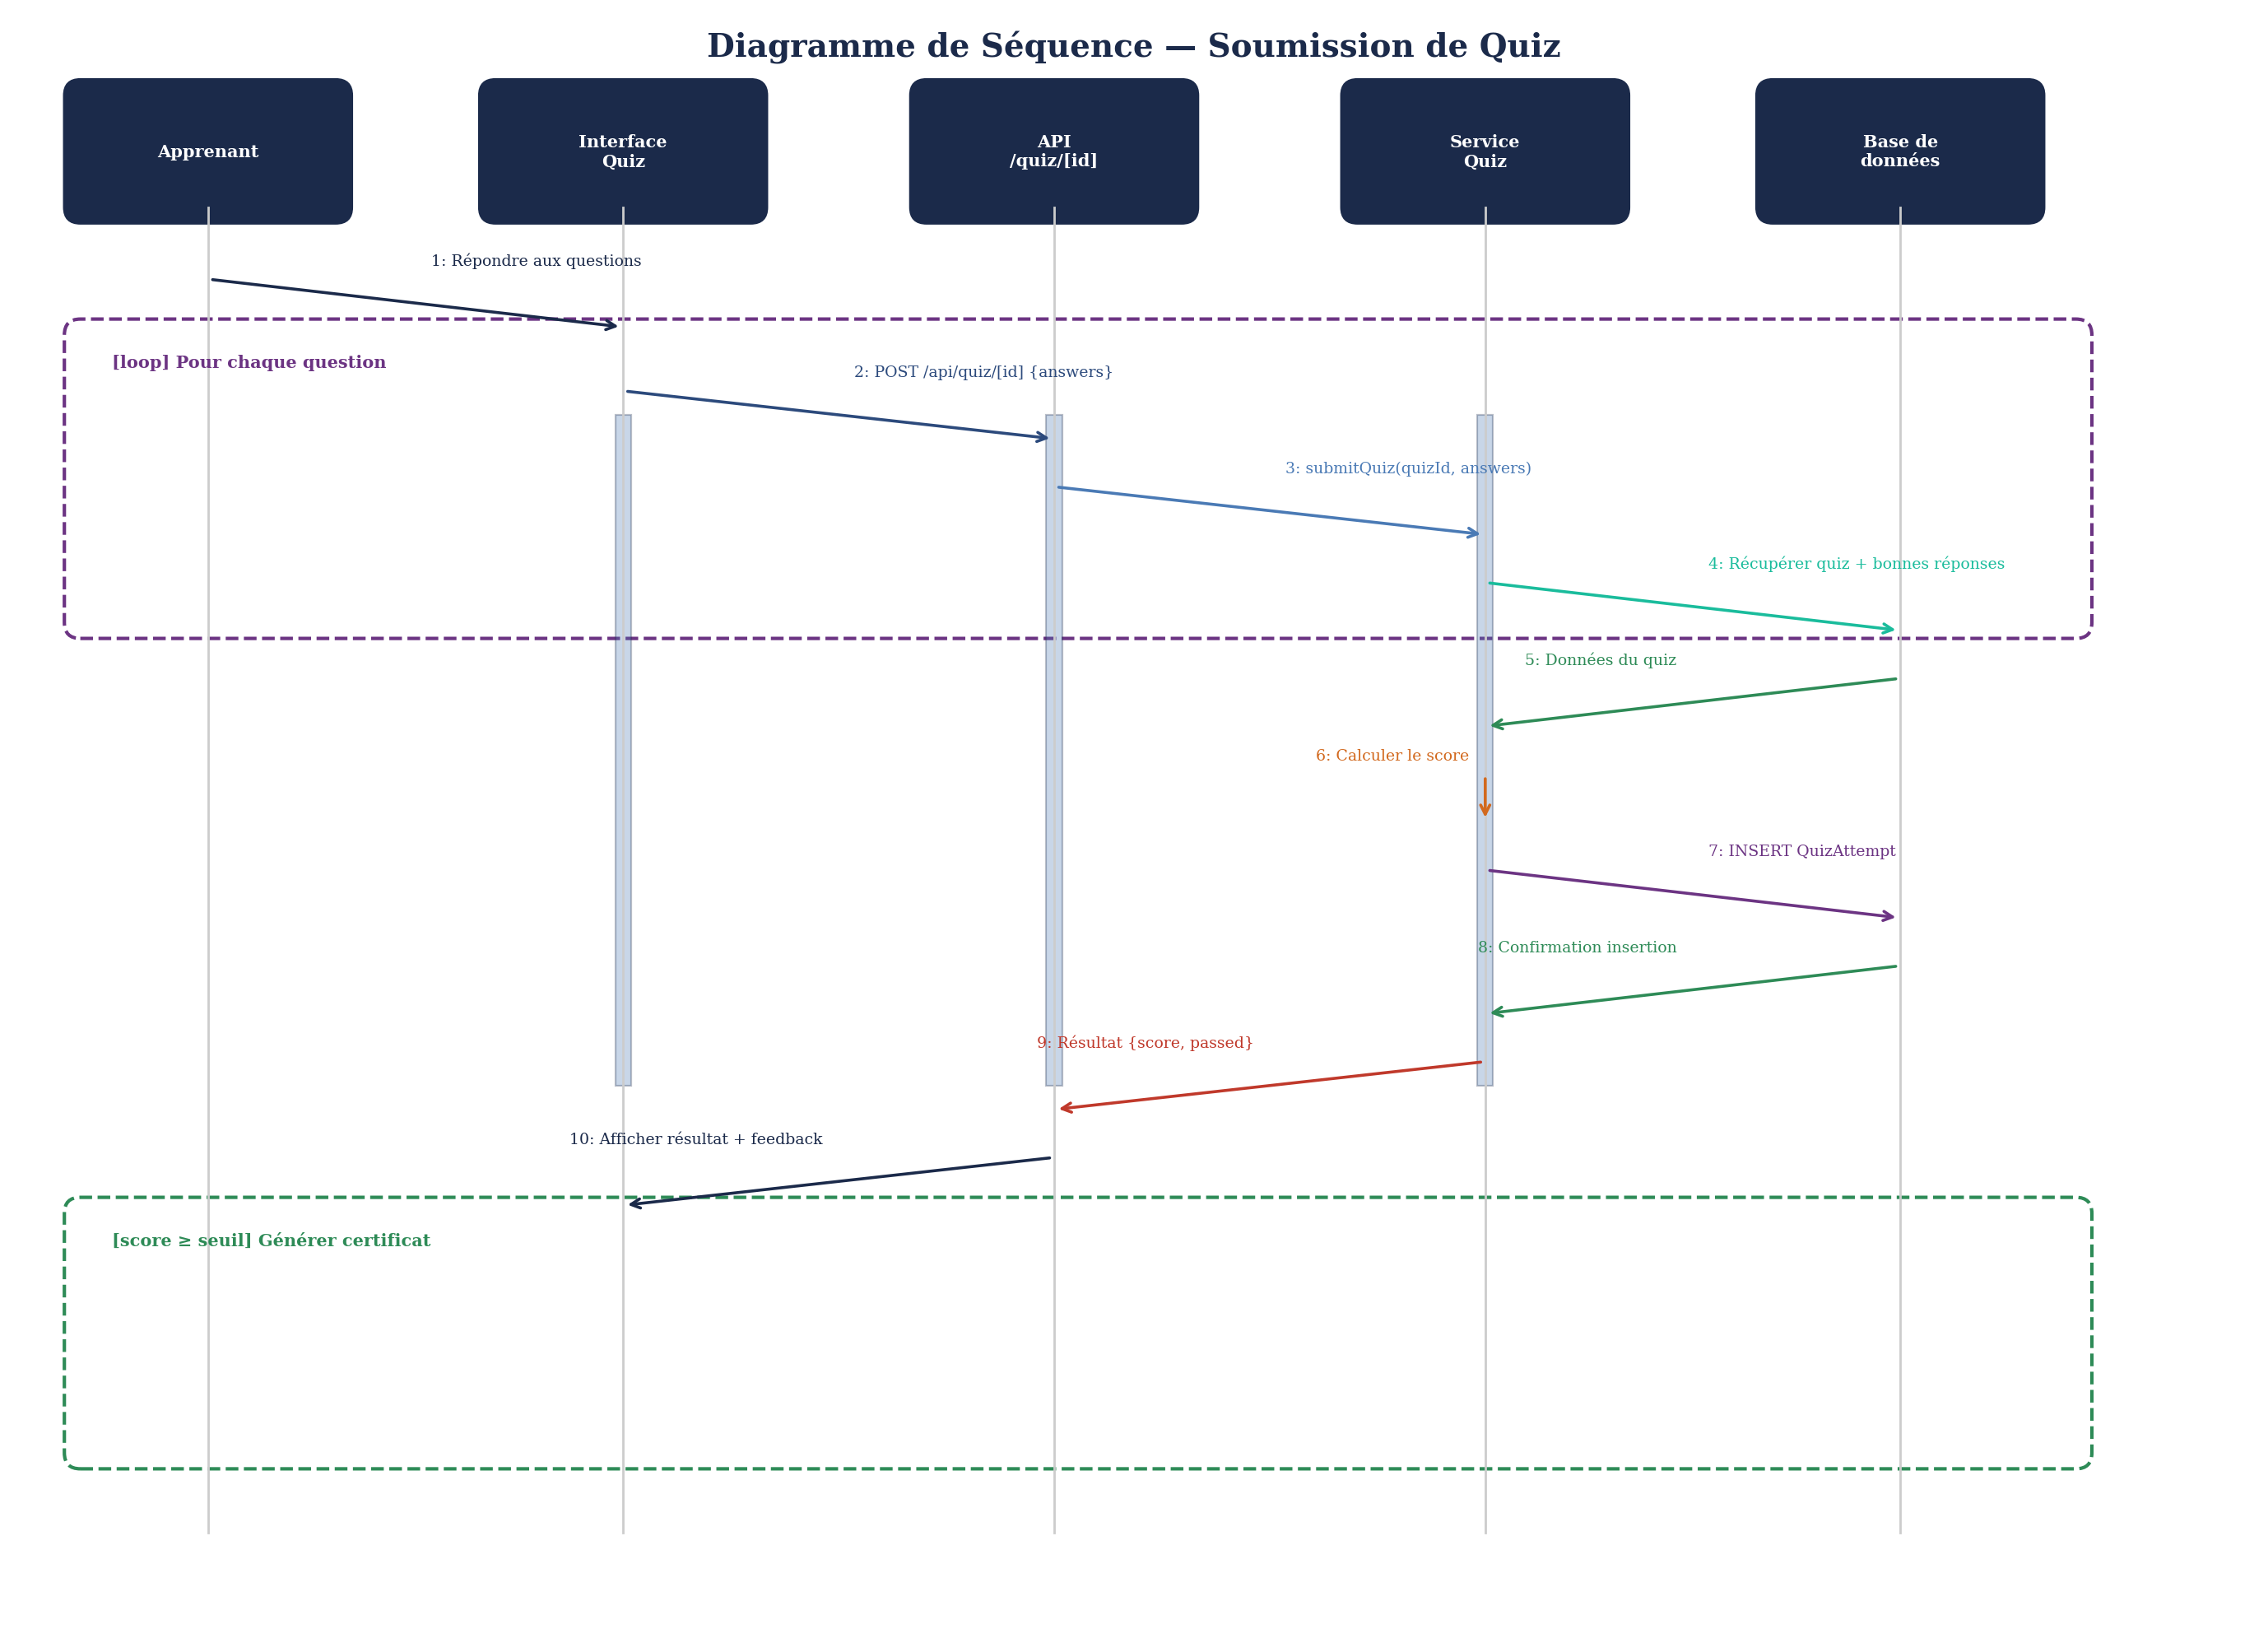 Diagramme de Séquence — Soumission de Quiz
Apprenant
Interface
Quiz
API
/quiz/[id]
Service
Quiz
Base de
données
1: Répondre aux questions
[loop] Pour chaque question
2: POST /api/quiz/[id] {answers}
3: submitQuiz(quizId, answers)
4: Récupérer quiz + bonnes réponses
5: Données du quiz
6: Calculer le score
7: INSERT QuizAttempt
8: Confirmation insertion
9: Résultat {score, passed}
10: Afficher résultat + feedback
[score ≥ seuil] Générer certificat